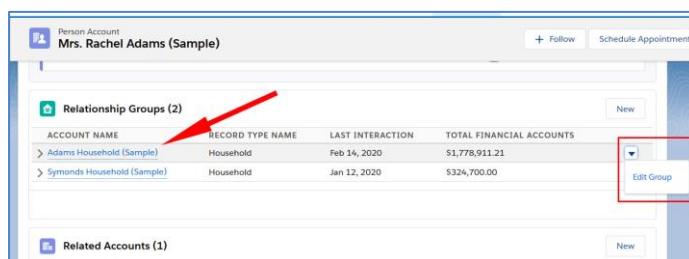 Person Account
Mrs. Rachel Adams (Sample)
+ Follow
Schedule Appointment
Relationship Groups (2)
New
ACCOUNT NAME RECORD TYPE NAME LAST INTERACTION TOTAL FINANCIAL ACCOUNTS
Adams Household (Sample) Household Feb 14, 2020 $1,778,911.21
Symonds Household (Sample) Household Jan 12, 2020 $324,700.00
Edit Group
Related Accounts (1)
New